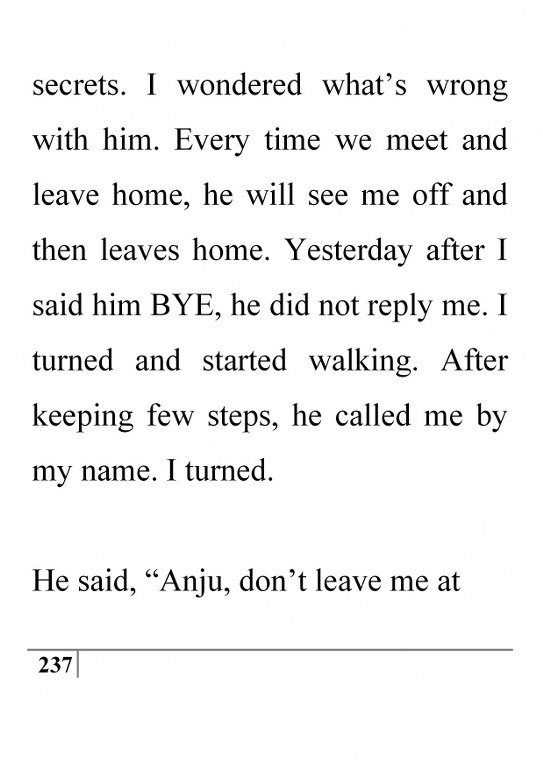 secrets. I wondered what’s wrong
with him. Every time we meet and
leave home, he will see me off and
then leaves home. Yesterday after I
said him BYE, he did not reply me. I
turned and started walking. After
keeping few steps, he called me by
my name. I turned.
He said, “Anju, don’t leave me at
237